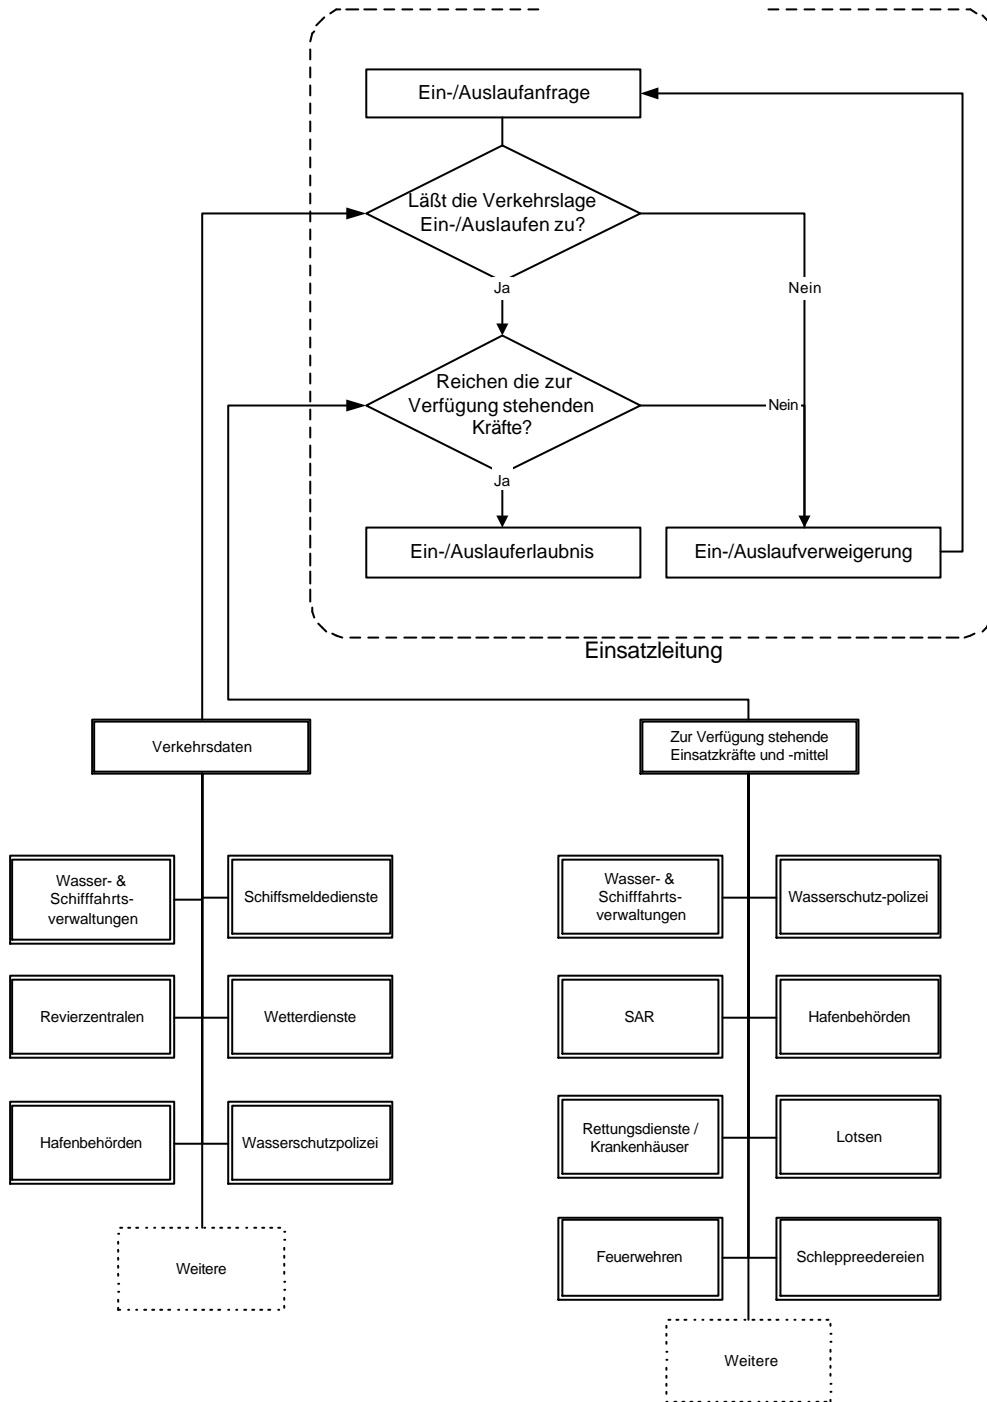 Ein-/Auslaufanfrage
Läßt die Verkehrslage
Ein-/Auslaufen zu?
Ja
Nein
Reichen die zur
Verfügung stehenden
Kräfte?
Nein
Ja
Ein-/Auslauferlaubnis
Ein-/Auslaufverweigerung
Einsatzleitung
Verkehrsdaten
Zur Verfügung stehende
Einsatzkräfte und -mittel
Wasser- &
Schifffahrts-
verwaltungen
Schiffsmeldedienste
Revierzentralen
Wetterdienste
Hafenbehörden
Wasserschutzpolizei
Weitere
Wasser- &
Schifffahrts-
verwaltungen
Wasserschutz-polizei
SAR
Hafenbehörden
Rettungsdienste /
Krankenhäuser
Lotsen
Feuerwehren
Schleppreedereien
Weitere